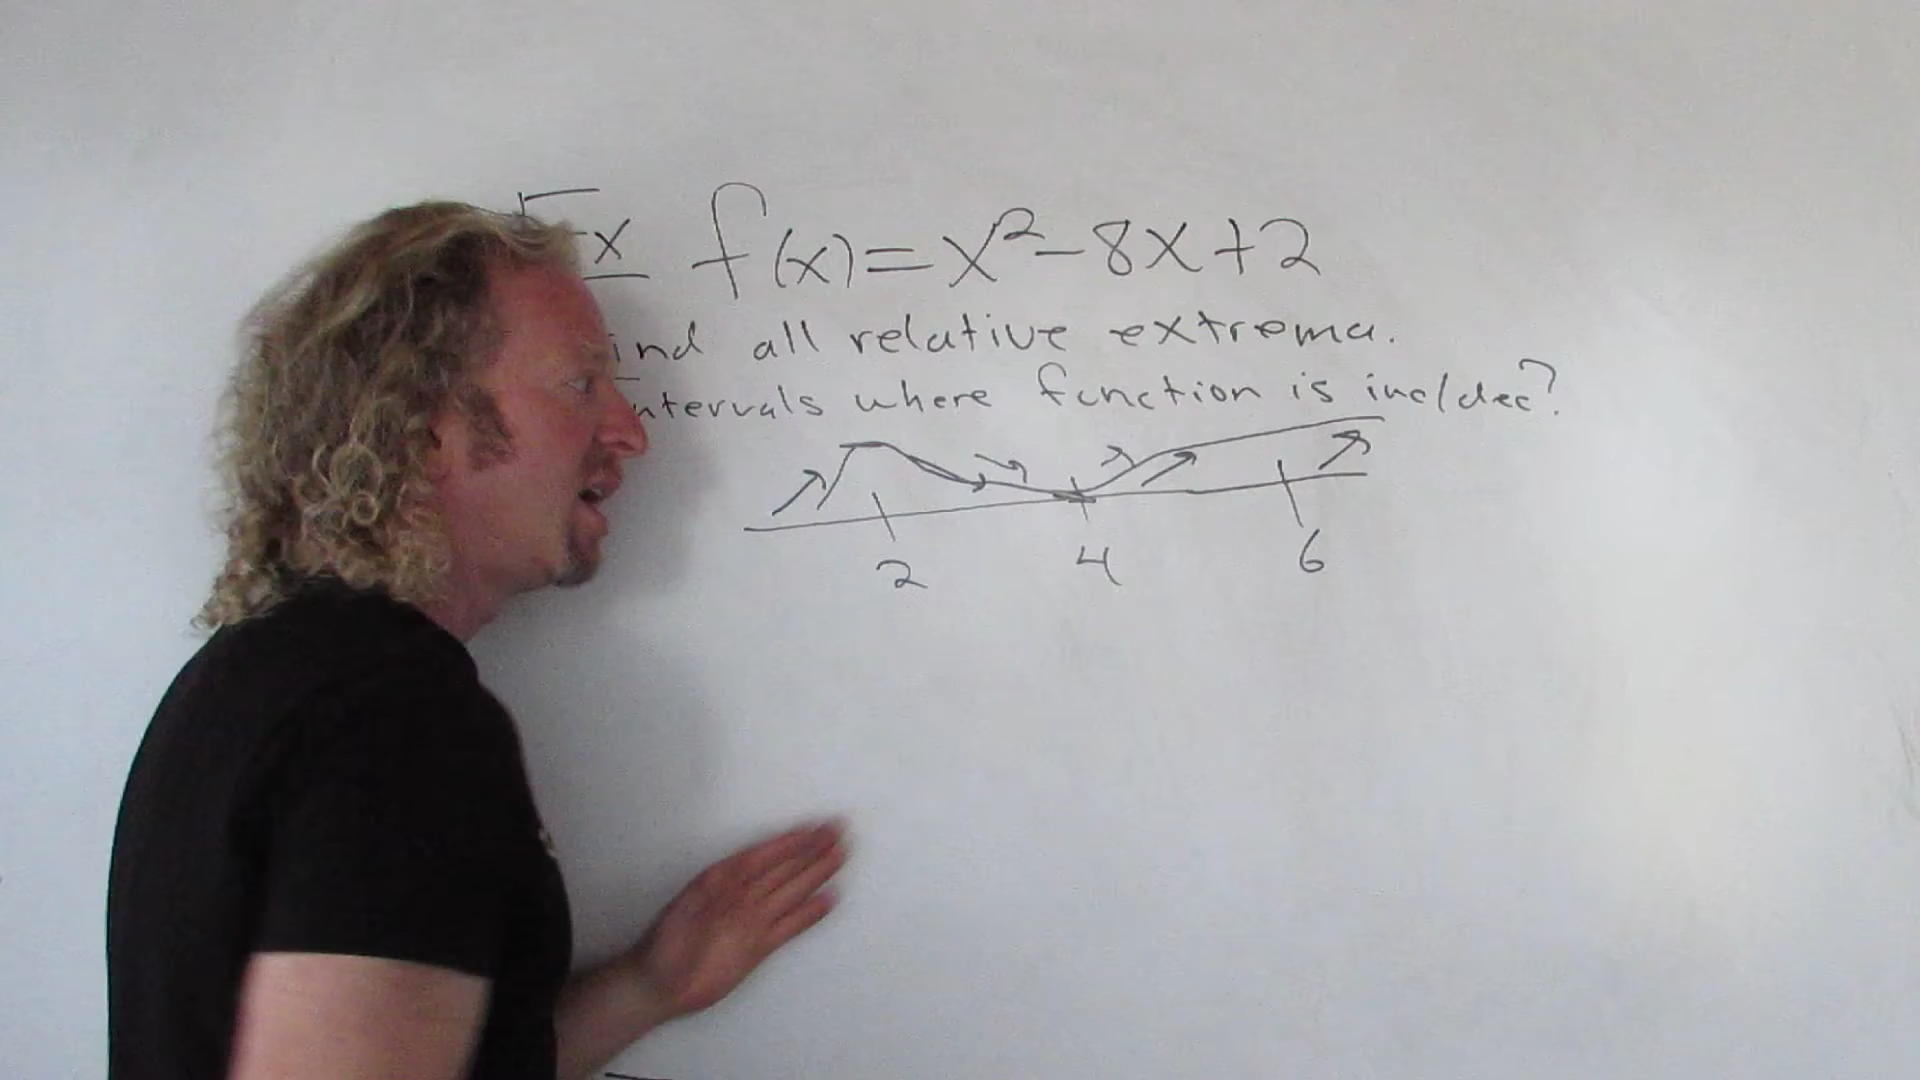 Ex f(x)=x²-8x+2
ind all relative extrema.
ntervals where function is inc/dec?
2 4 6